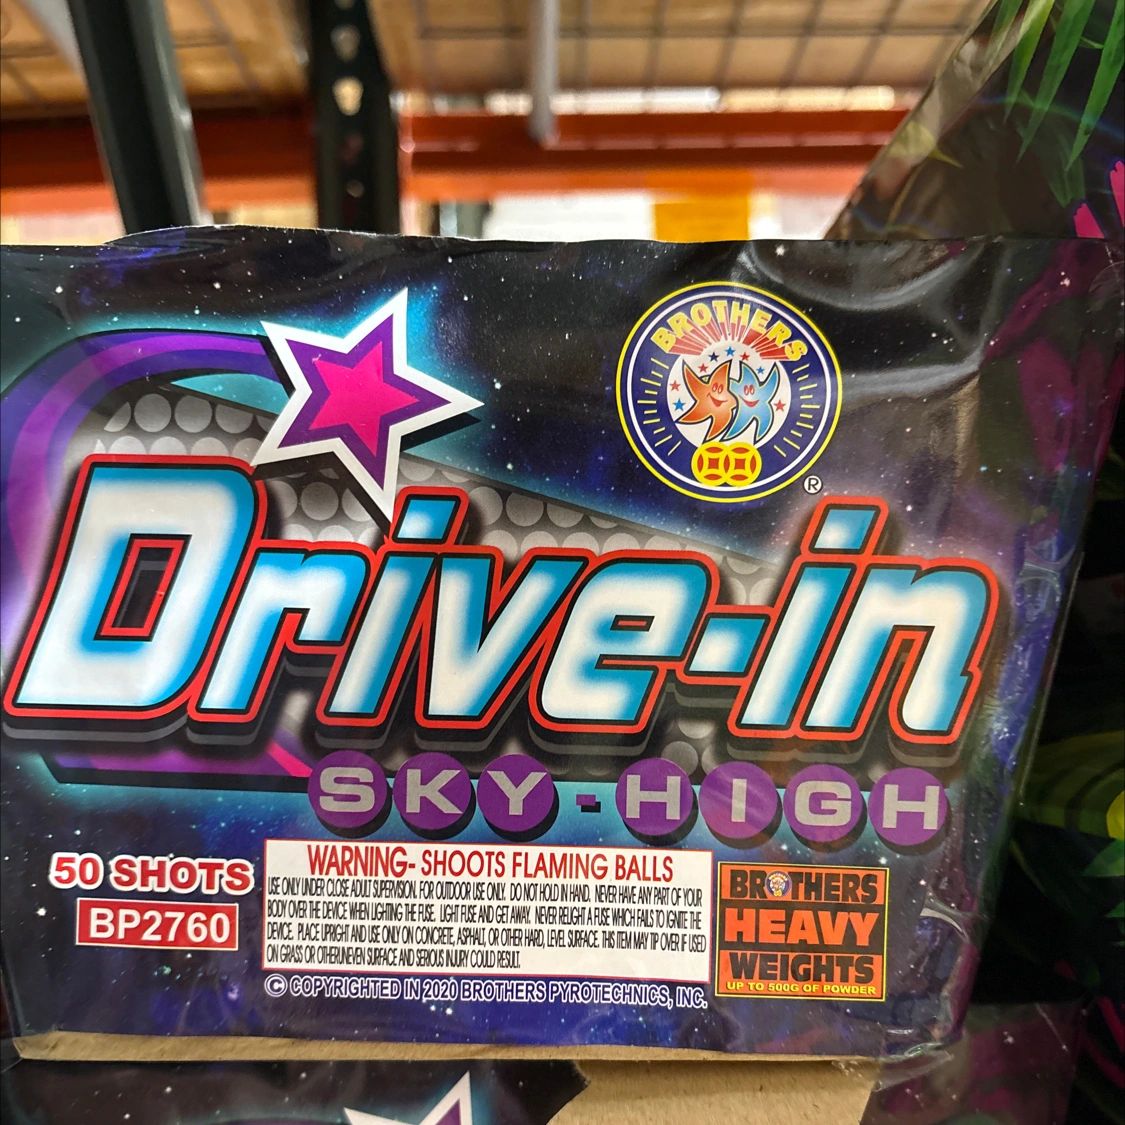 BROTHERS
®
Drive-in
SKY-HIGH
50 SHOTS
BP2760
WARNING- SHOOTS FLAMING BALLS
USE ONLY UNDER CLOSE ADULT SUPERVISION. FOR OUTDOOR USE ONLY. DO NOT HOLD IN HAND. NEVER HAVE ANY PART OF YOUR
BODY OVER THE DEVICE WHEN LIGHTING THE FUSE. LIGHT FUSE AND GET AWAY. NEVER RELIGHT A FUSE WHICH FAILS TO IGNITE THE
DEVICE. PLACE UPRIGHT AND USE ONLY ON CONCRETE, ASPHALT, OR OTHER HARD, LEVEL SURFACE. THIS ITEM MAY TIP OVER IF USED
ON GRASS OR OTHERUNEVEN SURFACE AND SERIOUS INJURY COULD RESULT.
© COPYRIGHTED IN 2020 BROTHERS PYROTECHNICS, INC.
BROTHERS
HEAVY
WEIGHTS
UP TO 500G OF POWDER